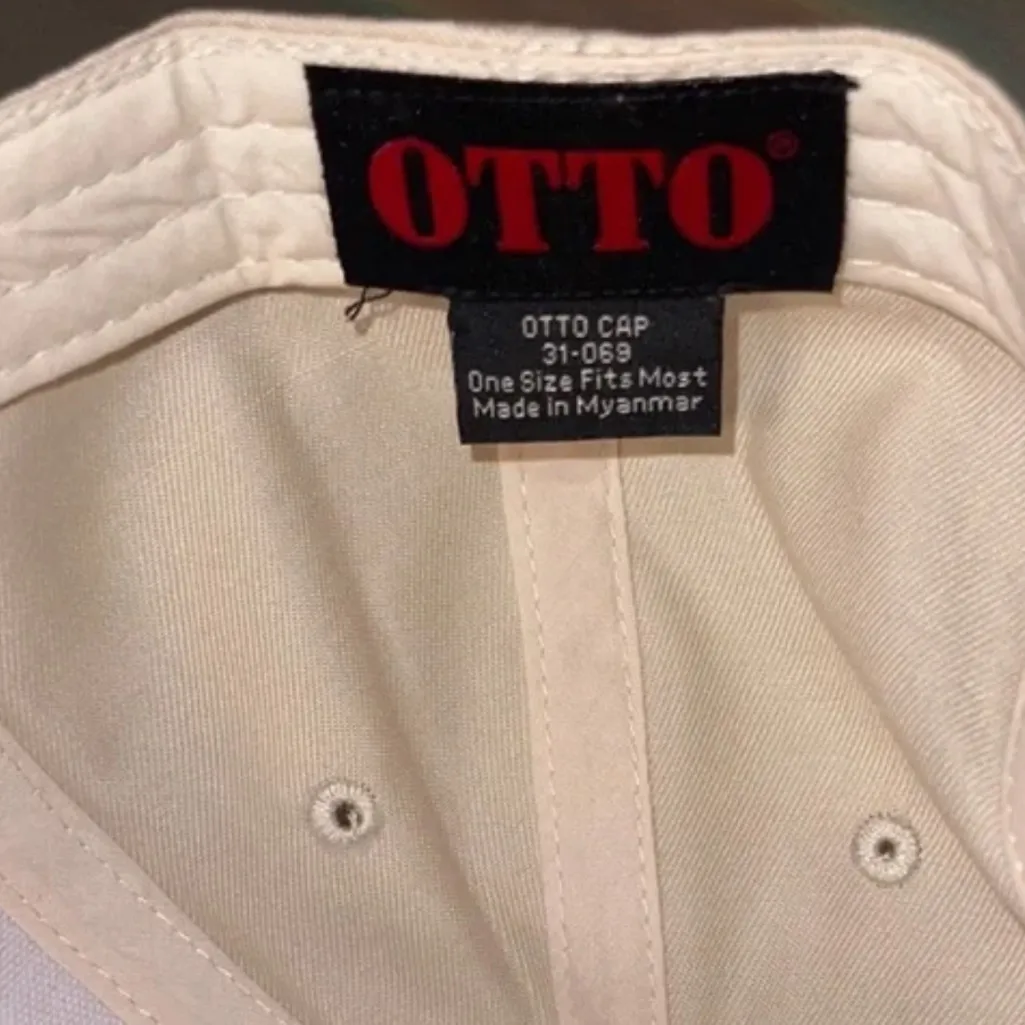 OTTO®
OTTO CAP
31-069
One Size Fits Most
Made in Myanmar